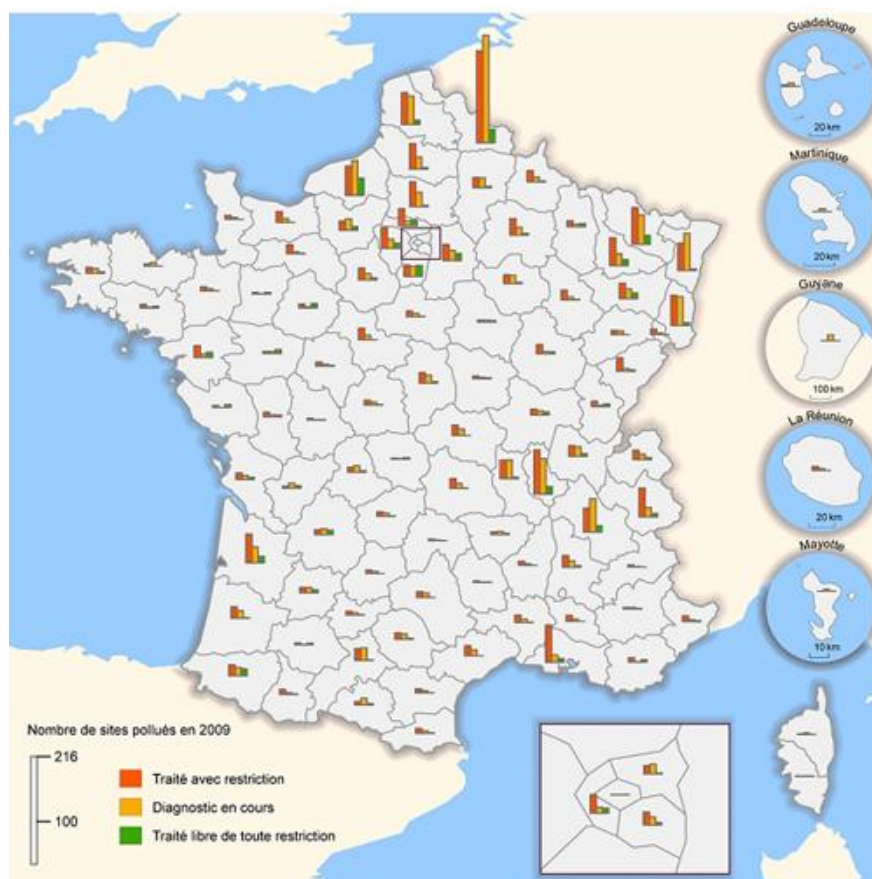 Guadeloupe
20 km
Martinique
20 km
Guyane
100 km
La Réunion
20 km
Mayotte
10 km
Nombre de sites pollués en 2009
216
100
Traité avec restriction
Diagnostic en cours
Traité libre de toute restriction